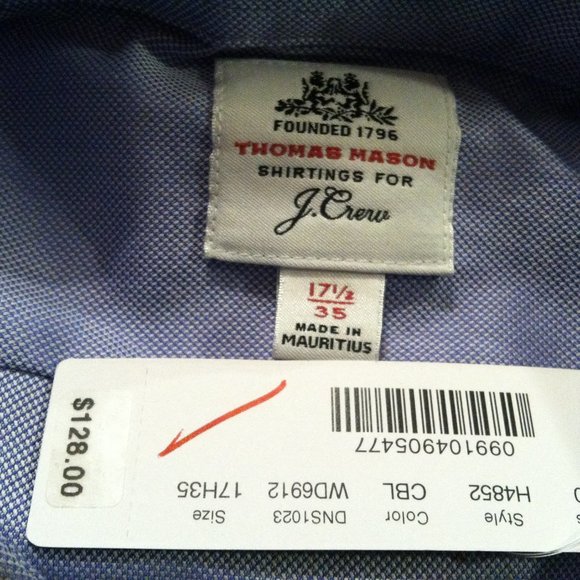 FOUNDED 1796
THOMAS MASON
SHIRTINGS FOR
J.Crew
17½
35
MADE IN
MAURITIUS
$128.00
099104905477
H4852 CBL WD6912 17H35
Style Color DNS1023 Size